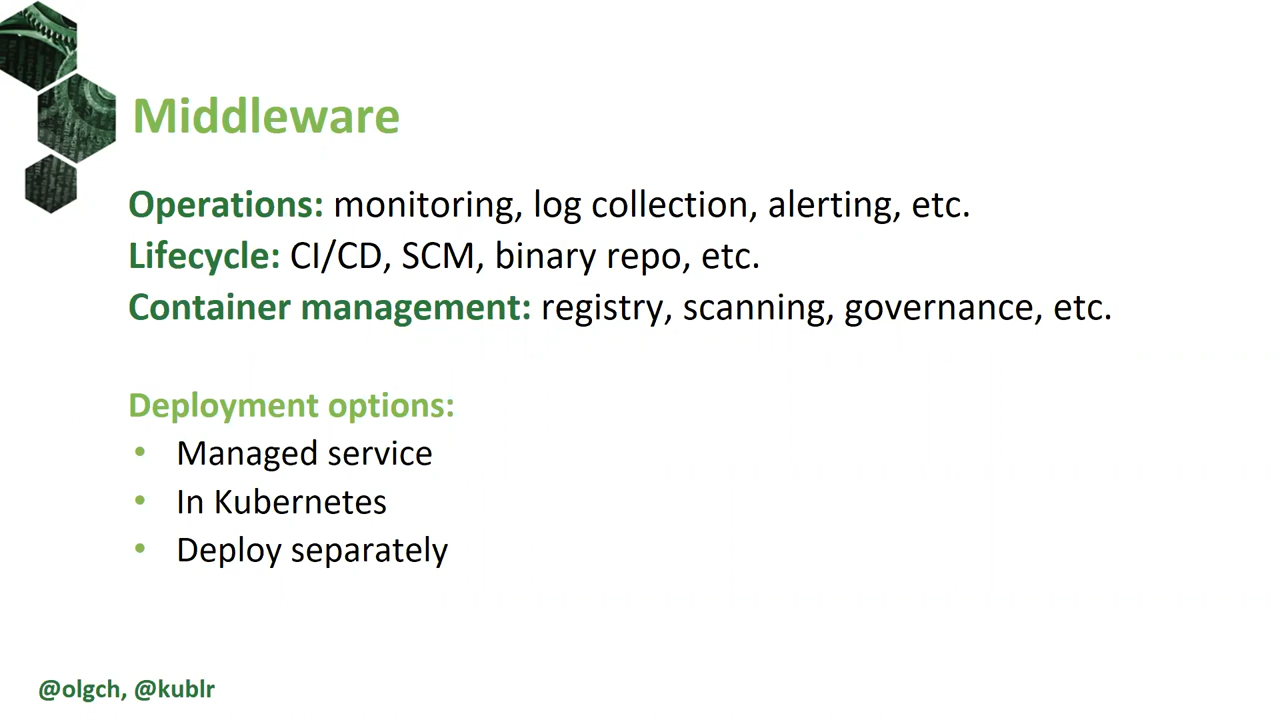 Middleware
Operations: monitoring, log collection, alerting, etc.
Lifecycle: CI/CD, SCM, binary repo, etc.
Container management: registry, scanning, governance, etc.
Deployment options:
• Managed service
• In Kubernetes
• Deploy separately
@olgch, @kublr